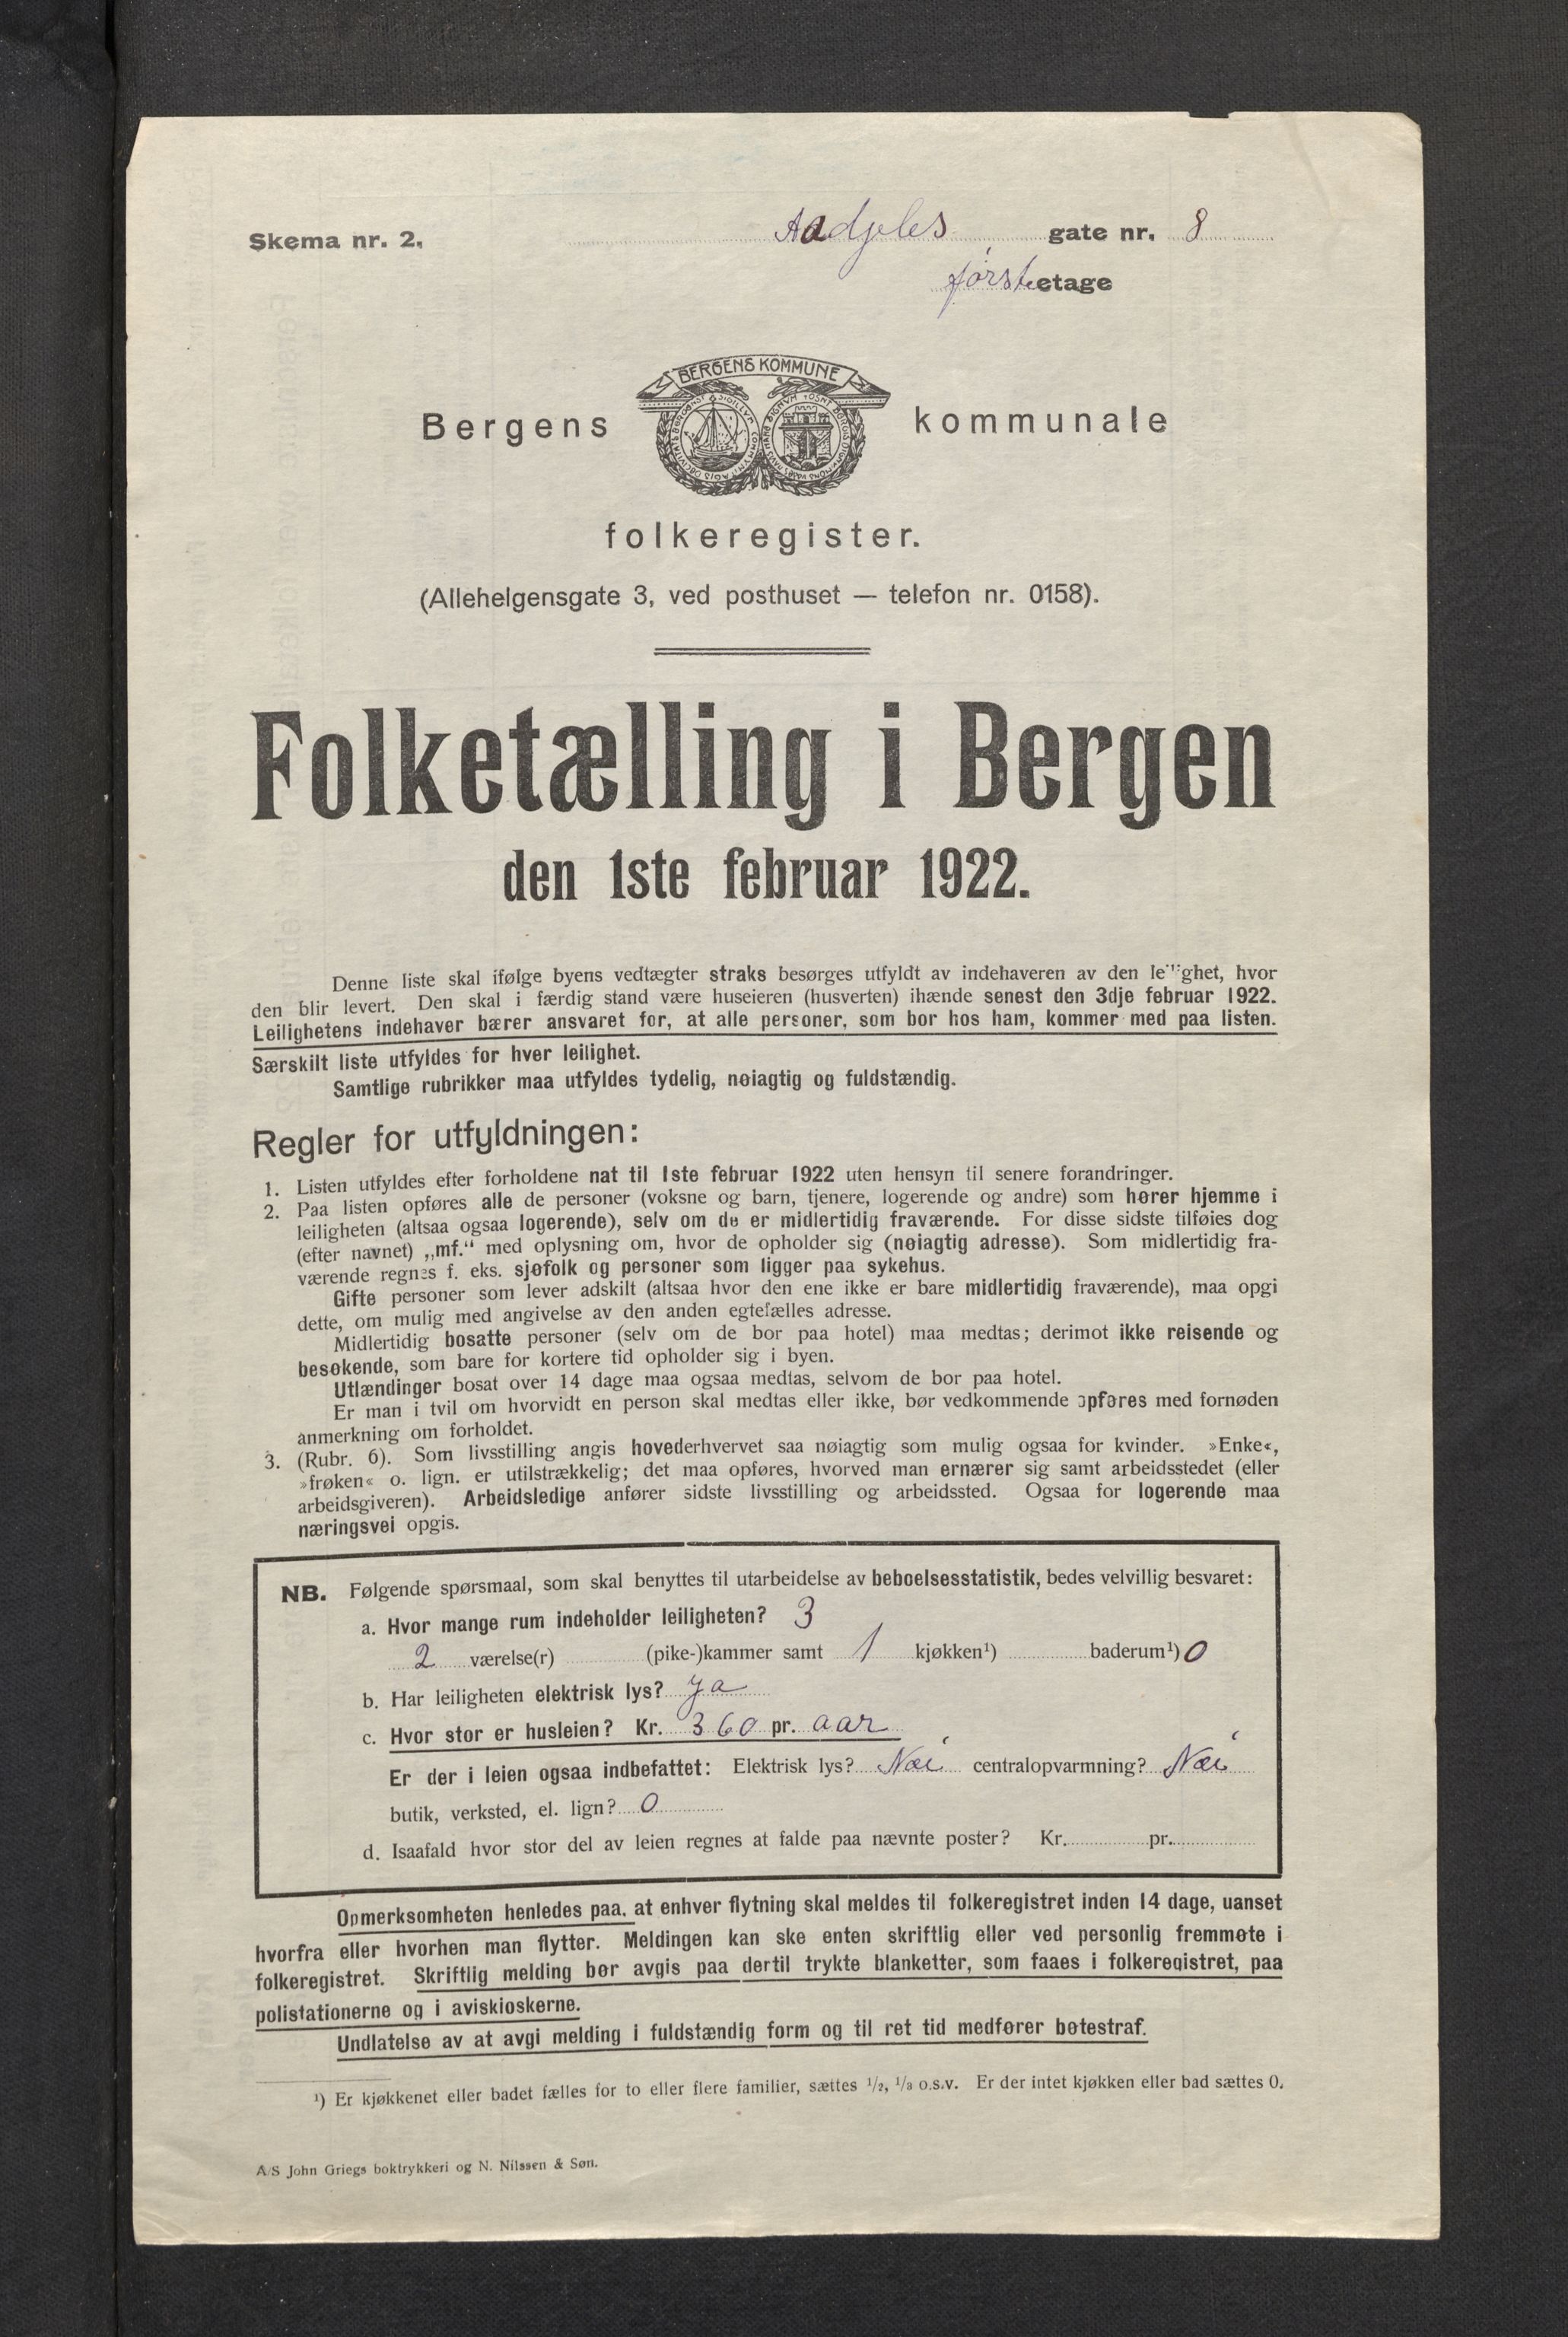 Skema nr. 2. Aadjeles gate nr. 8
første etage
BERGENS KOMMUNE
Bergens kommunale
folkeregister.
(Allehelgensgate 3, ved posthuset — telefon nr. 0158).
Folketælling i Bergen
den 1ste februar 1922.
Denne liste skal ifølge byens vedtægter straks besørges utfyldt av indehaveren av den leilighet, hvor
den blir levert. Den skal i færdig stand være huseieren (husverten) ihænde senest den 3dje februar 1922.
Leilighetens indehaver bærer ansvaret for, at alle personer, som bor hos ham, kommer med paa listen.
Særskilt liste utfyldes for hver leilighet.
Samtlige rubrikker maa utfyldes tydelig, nøiagtig og fuldstændig.
Regler for utfyldningen:
1. Listen utfyldes efter forholdene nat til 1ste februar 1922 uten hensyn til senere forandringer.
2. Paa listen opføres alle de personer (voksne og barn, tjenere, logerende og andre) som hører hjemme i
leiligheten (altsaa ogsaa logerende), selv om de er midlertidig fraværende. For disse sidste tilføies dog
(efter navnet) „mf.“ med oplysning om, hvor de opholder sig (nøiagtig adresse). Som midlertidig fra-
værende regnes f. eks. sjøfolk og personer som ligger paa sykehus.
Gifte personer som lever adskilt (altsaa hvor den ene ikke er bare midlertidig fraværende), maa opgi
dette, om mulig med angivelse av den anden egtefælles adresse.
Midlertidig bosatte personer (selv om de bor paa hotel) maa medtas; derimot ikke reisende og
besøkende, som bare for kortere tid opholder sig i byen.
Utlændinger bosat over 14 dage maa ogsaa medtas, selvom de bor paa hotel.
Er man i tvil om hvorvidt en person skal medtas eller ikke, bør vedkommende opføres med fornøden
anmerkning om forholdet.
3. (Rubr. 6). Som livsstilling angis hovederhvervet saa nøiagtig som mulig ogsaa for kvinder. »Enke«,
»frøken« o. lign. er utilstrækkelig; det maa opføres, hvorved man ernærer sig samt arbeidsstedet (eller
arbeidsgiveren). Arbeidsledige anfører sidste livsstilling og arbeidssted. Ogsaa for logerende maa
næringsvei opgis.
NB. Følgende spørsmaal, som skal benyttes til utarbeidelse av beboelsesstatistik, bedes velvillig besvaret:
a. Hvor mange rum indeholder leiligheten? 3
2 værelse(r) (pike-)kammer samt 1 kjøkken¹) baderum¹) 0
b. Har leiligheten elektrisk lys? Ja
c. Hvor stor er husleien? Kr. 360 pr. aar
Er der i leien ogsaa indbefattet: Elektrisk lys? Næi centralopvarmning? Næi
butik, verksted, el. lign? 0
d. Isaafald hvor stor del av leien regnes at falde paa nævnte poster? Kr. pr.
Opmerksomheten henledes paa, at enhver flytning skal meldes til folkeregistret inden 14 dage, uanset
hvorfra eller hvorhen man flytter. Meldingen kan ske enten skriftlig eller ved personlig fremmøte i
folkeregistret. Skriftlig melding bør avgis paa dertil trykte blanketter, som faaes i folkeregistret, paa
politstationerne og i aviskioskerne.
Undlatelse av at avgi melding i fuldstændig form og til ret tid medfører bøtestraf.
¹) Er kjøkkenet eller badet fælles for to eller flere familier, sættes ¹/₂, ¹/₃ o.s.v. Er der intet kjøkken eller bad sættes 0.
A/S John Griegs boktrykkeri og N. Nilssen & Søn.